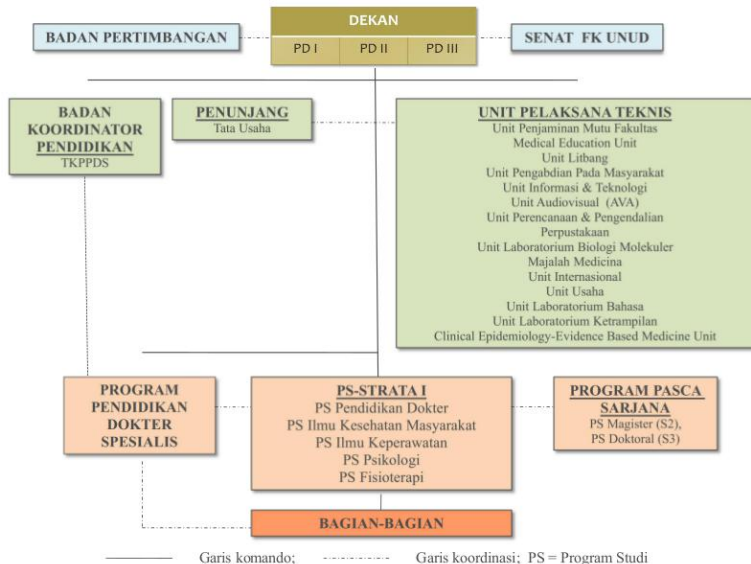 DEKAN
BADAN PERTIMBANGAN
PD I PD II PD III
SENAT FK UNUD
BADAN
KOORDINATOR
PENDIDIKAN
TKPPDS
PENUNJANG
Tata Usaha
UNIT PELAKSANA TEKNIS
Unit Penjaminan Mutu Fakultas
Medical Education Unit
Unit Litbang
Unit Pengabdian Pada Masyarakat
Unit Informasi & Teknologi
Unit Audiovisual (AVA)
Unit Perencanaan & Pengendalian
Perpustakaan
Unit Laboratorium Biologi Molekuler
Majalah Medicina
Unit Internasional
Unit Usaha
Unit Laboratorium Bahasa
Unit Laboratorium Ketrampilan
Clinical Epidemiology-Evidence Based Medicine Unit
PROGRAM
PENDIDIKAN
DOKTER
SPESIALIS
PS-STRATA I
PS Pendidikan Dokter
PS Ilmu Kesehatan Masyarakat
PS Ilmu Keperawatan
PS Psikologi
PS Fisioterapi
PROGRAM PASCA
SARJANA
PS Magister (S2),
PS Doktoral (S3)
BAGIAN-BAGIAN
Garis komando; Garis koordinasi; PS = Program Studi